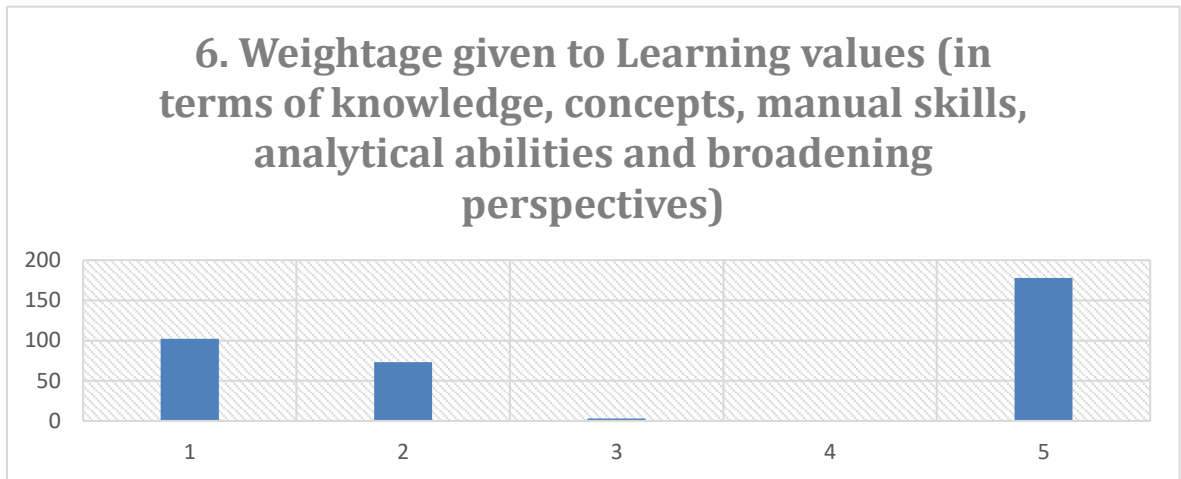 6. Weightage given to Learning values (in
terms of knowledge, concepts, manual skills,
analytical abilities and broadening
perspectives)
200
150
100
50
0
1 2 3 4 5